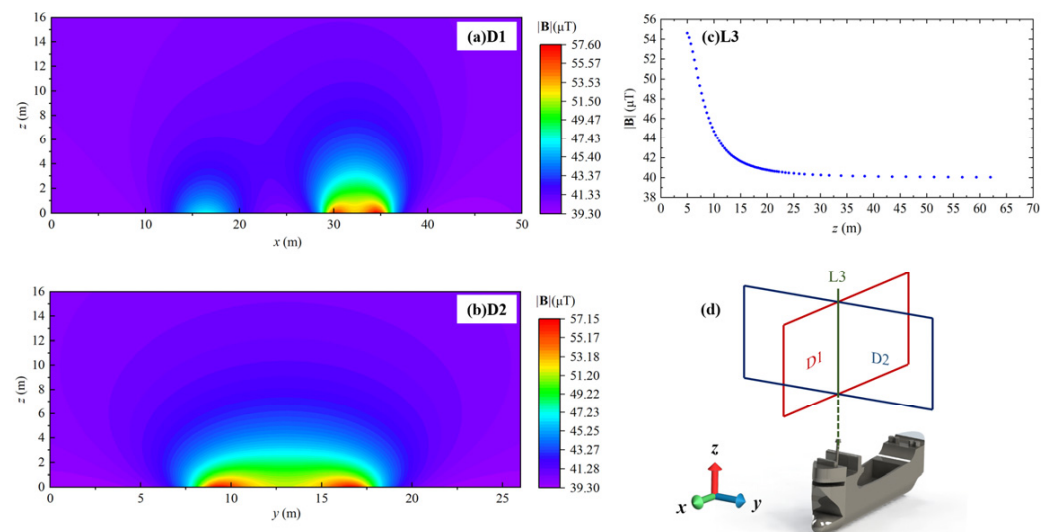 (a)D1
|B|(μT)
57.60
55.57
53.53
51.50
49.47
47.43
45.40
43.37
41.33
39.30
z (m)
16
14
12
10
8
6
4
2
0
0 10 20 30 40 50
x (m)
(b)D2
|B|(μT)
57.15
55.17
53.18
51.20
49.22
47.23
45.25
43.27
41.28
39.30
z (m)
16
14
12
10
8
6
4
2
0
0 5 10 15 20 25
y (m)
(c)L3
|B| (μT)
56
54
52
50
48
46
44
42
40
38
0 5 10 15 20 25 30 35 40 45 50 55 60 65 70
z (m)
(d)
L3
D1
D2
z
x
y